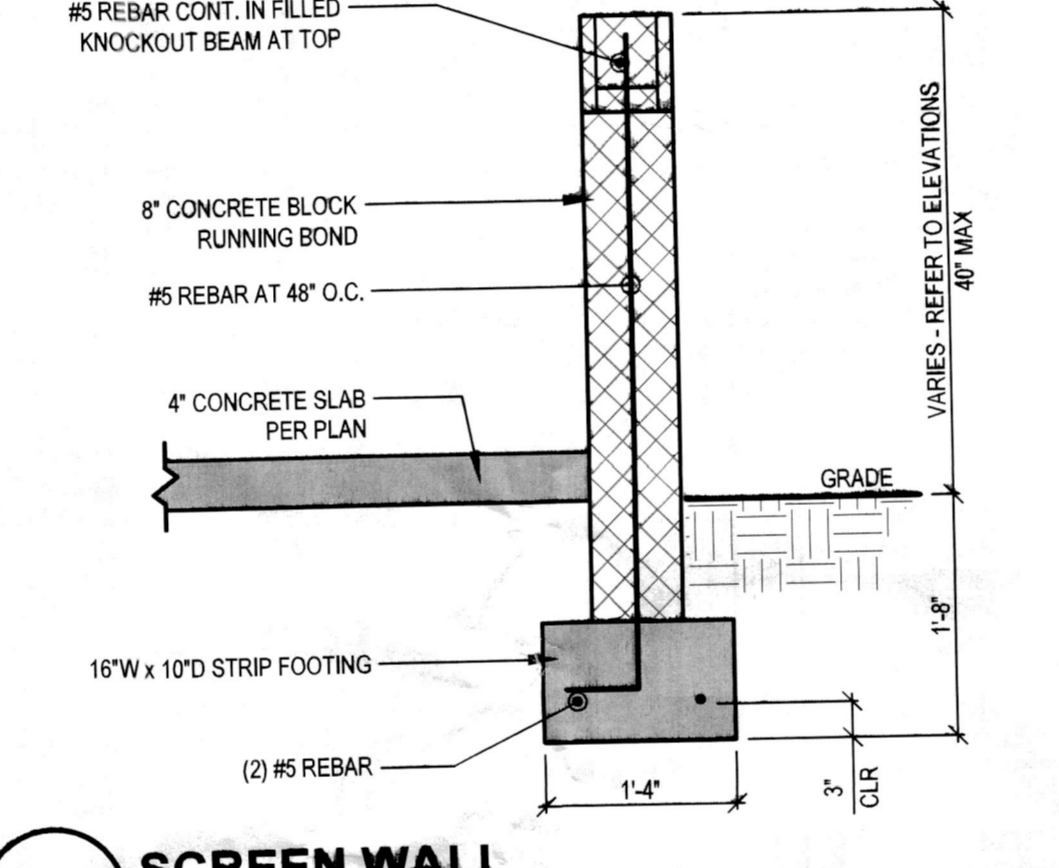 #5 REBAR CONT. IN FILLED
KNOCKOUT BEAM AT TOP
8" CONCRETE BLOCK
RUNNING BOND
#5 REBAR AT 48" O.C.
4" CONCRETE SLAB
PER PLAN
16"W x 10"D STRIP FOOTING
(2) #5 REBAR
VARIES - REFER TO ELEVATIONS
40" MAX
GRADE
1'-8"
1'-4"
3"
CLR
SCREEN WALL